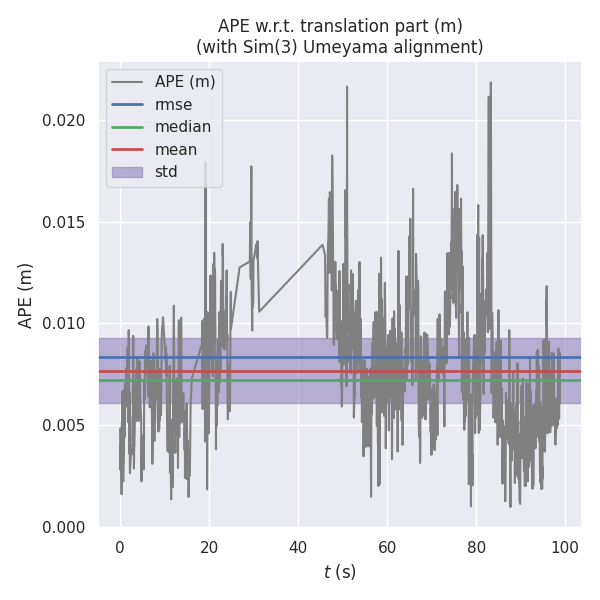 APE w.r.t. translation part (m)
(with Sim(3) Umeyama alignment)
APE (m)
rmse
median
mean
std
APE (m)
0.020
0.015
0.010
0.005
0.000
0 20 40 60 80 100
t (s)